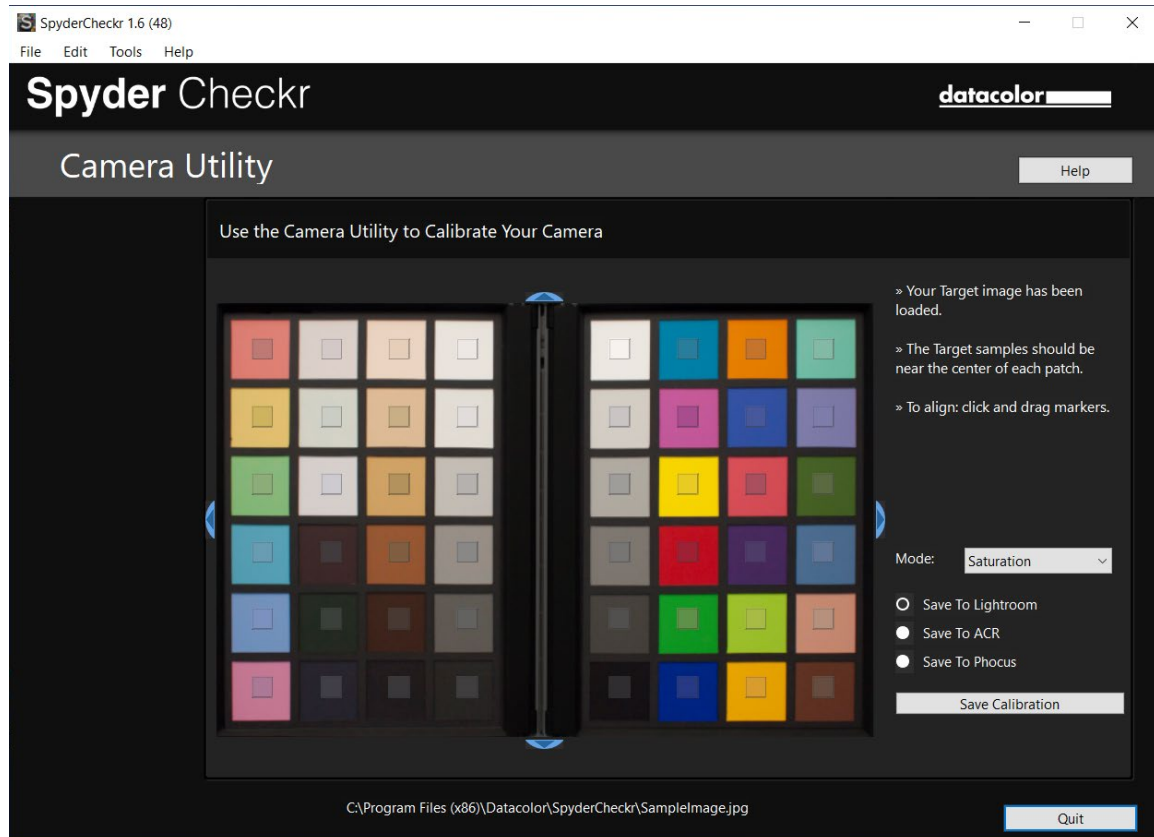 SpyderCheckr 1.6 (48)
File Edit Tools Help
Spyder Checkr
datacolor
Camera Utility
Help
Use the Camera Utility to Calibrate Your Camera
» Your Target image has been
loaded.
» The Target samples should be
near the center of each patch.
» To align: click and drag markers.
Mode: Saturation
Save To Lightroom
Save To ACR
Save To Phocus
Save Calibration
C:\Program Files (x86)\Datacolor\SpyderCheckr\SampleImage.jpg
Quit